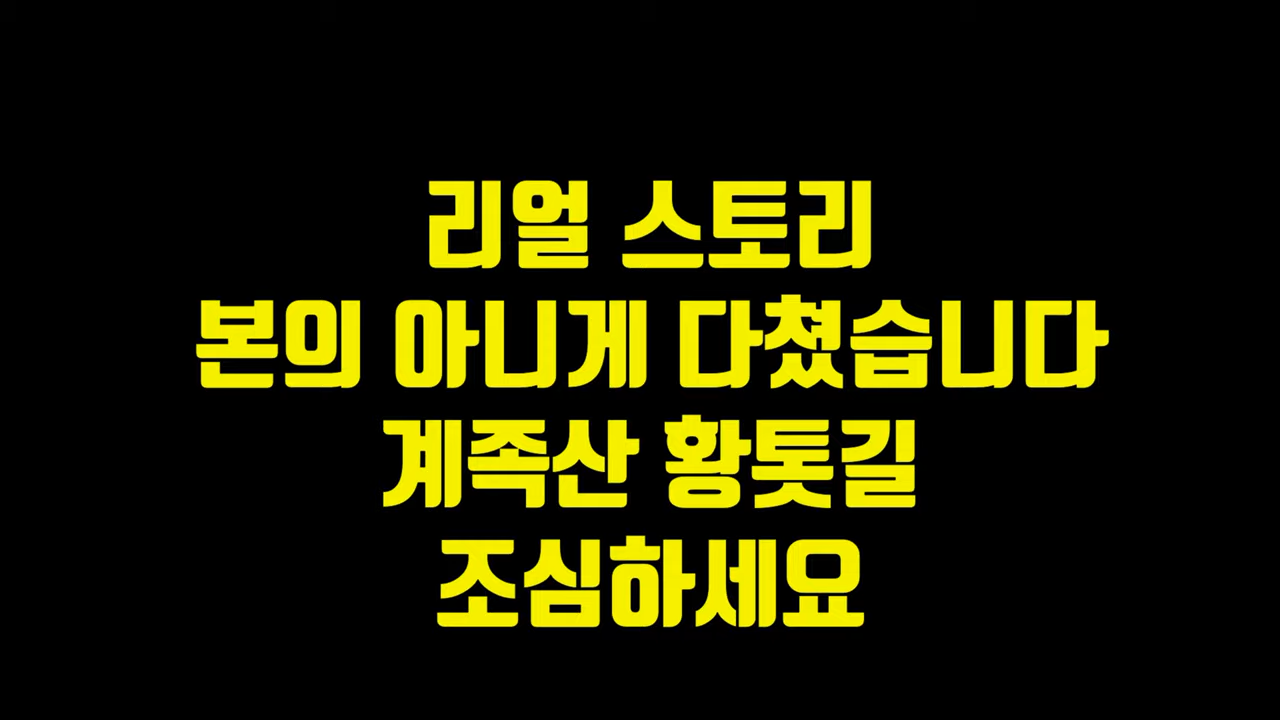 리얼 스토리
본의 아니게 다쳤습니다
계족산 황톳길
조심하세요